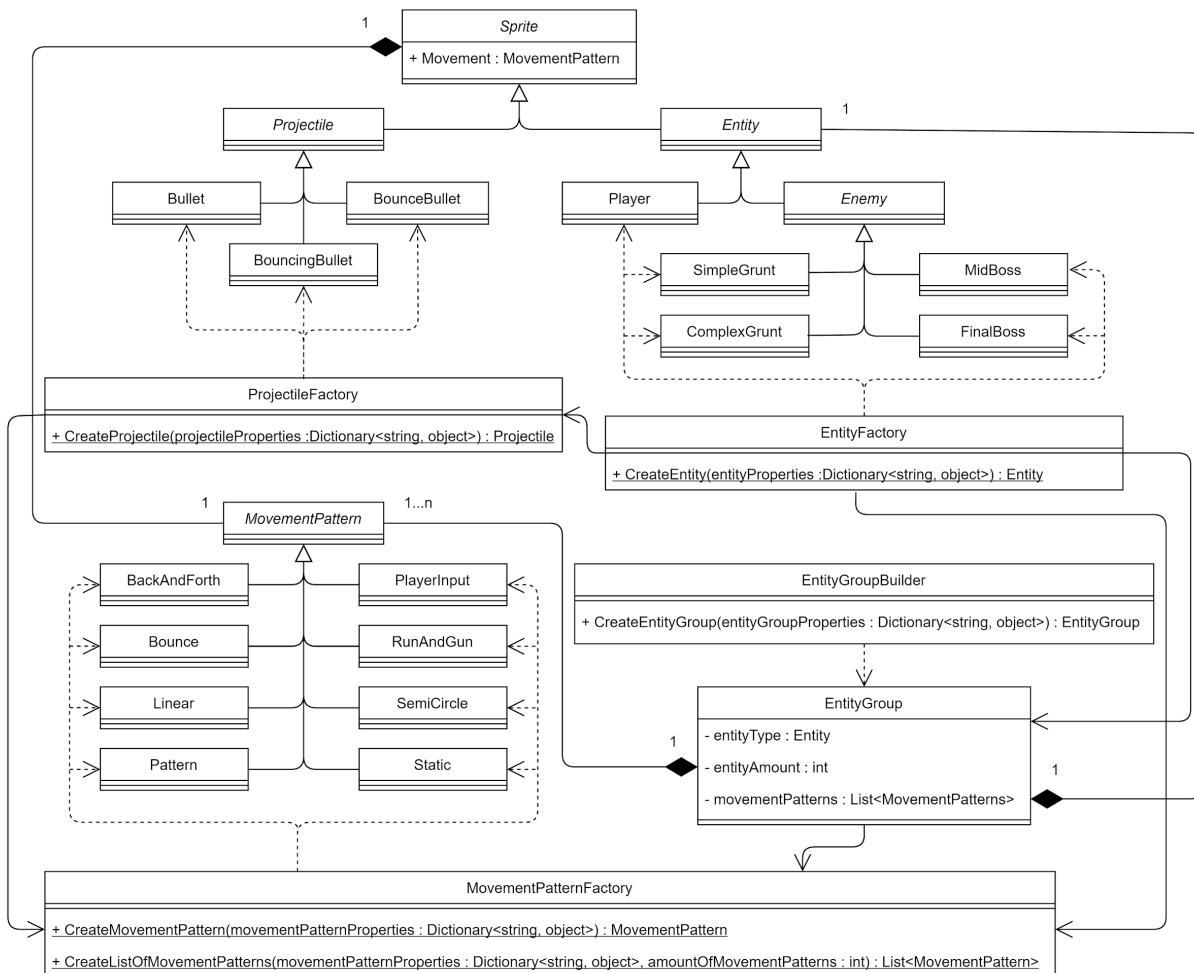 1
Sprite
+ Movement : MovementPattern
Projectile
Entity
1
Bullet
BounceBullet
Player
Enemy
BouncingBullet
SimpleGrunt
MidBoss
ComplexGrunt
FinalBoss
ProjectileFactory
+ CreateProjectile(projectileProperties :Dictionary<string, object>) : Projectile
EntityFactory
+ CreateEntity(entityProperties :Dictionary<string, object>) : Entity
1
MovementPattern
1...n
BackAndForth
PlayerInput
EntityGroupBuilder
+ CreateEntityGroup(entityGroupProperties : Dictionary<string, object>) : EntityGroup
Bounce
RunAndGun
Linear
SemiCircle
EntityGroup
- entityType : Entity
- entityAmount : int
- movementPatterns : List<MovementPatterns>
1
1
Pattern
Static
MovementPatternFactory
+ CreateMovementPattern(movementPatternProperties : Dictionary<string, object>) : MovementPattern
+ CreateListOfMovementPatterns(movementPatternProperties : Dictionary<string, object>, amountOfMovementPatterns : int) : List<MovementPattern>